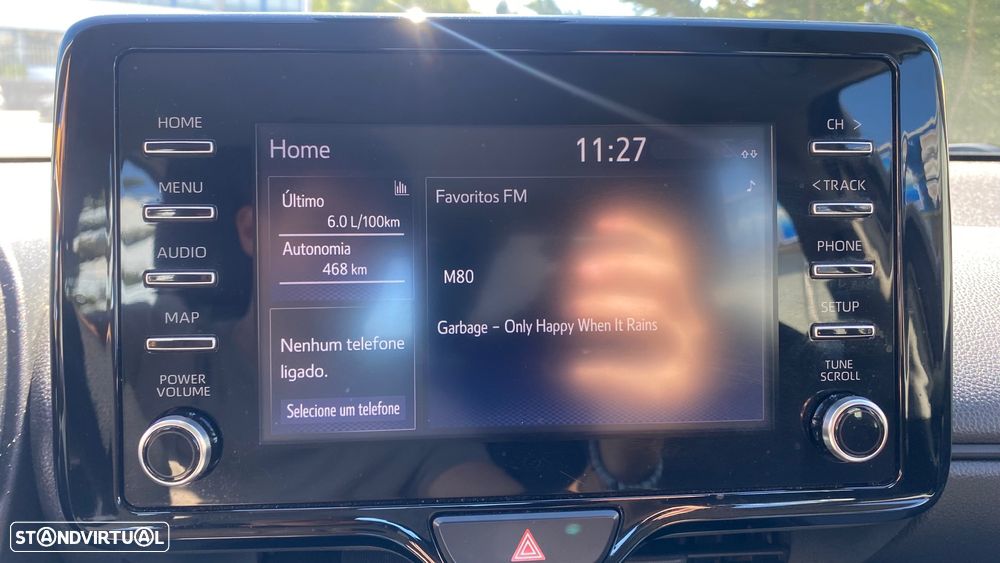 HOME
MENU
AUDIO
MAP
POWER
VOLUME
Home
11:27
Último
6.0 L/100km
Autonomia
468 km
Nenhum telefone
ligado.
Selecione um telefone
Favoritos FM
M80
Garbage – Only Happy When It Rains
CH >
< TRACK
PHONE
SETUP
TUNE
SCROLL
STANDVIRTUAL